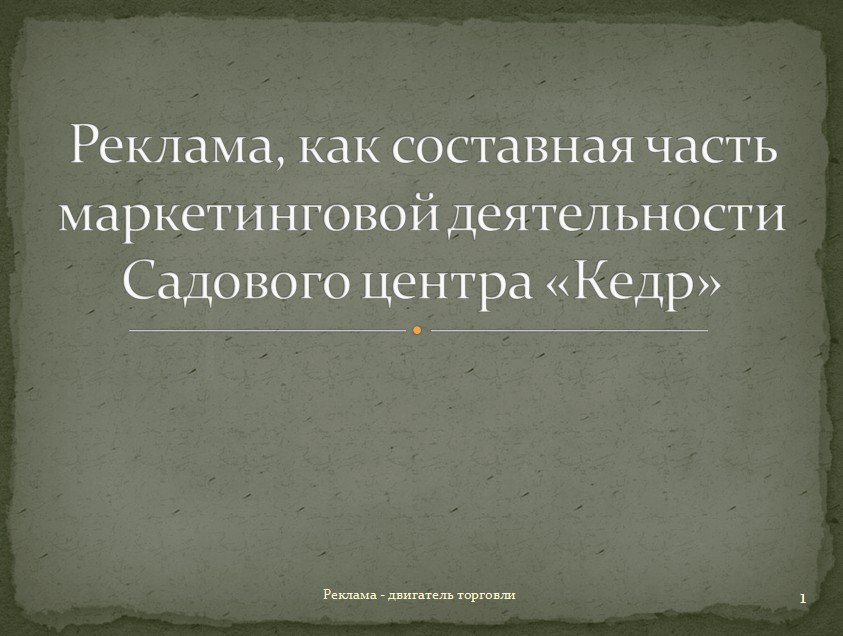 Реклама, как составная часть
маркетинговой деятельности
Садового центра «Кедр»
Реклама - двигатель торговли
1